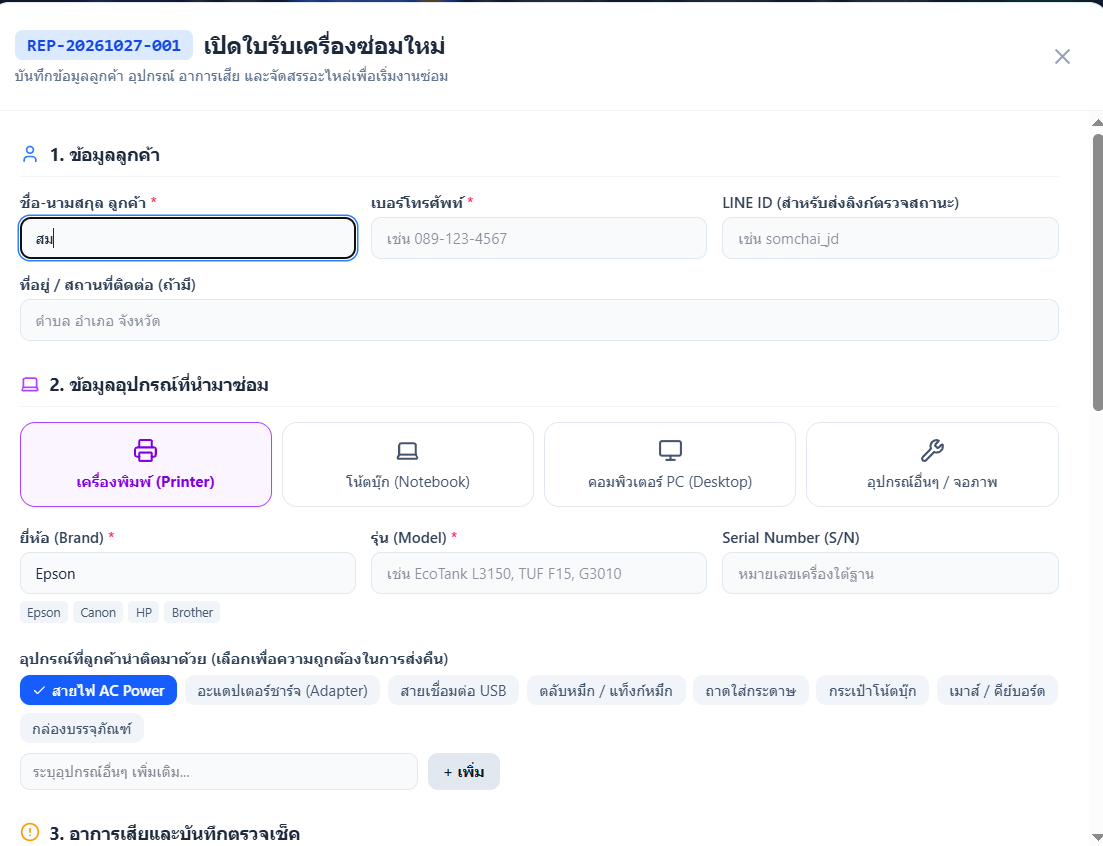 REP-20261027-001 เปิดใบรับเครื่องซ่อมใหม่
บันทึกข้อมูลลูกค้า อุปกรณ์ อาการเสีย และจัดสรรอะไหล่เพื่อเริ่มงานซ่อม
1. ข้อมูลลูกค้า
ชื่อ-นามสกุล ลูกค้า * เบอร์โทรศัพท์ * LINE ID (สำหรับส่งลิงก์ตรวจสถานะ)
สม เช่น 089-123-4567 เช่น somchai_jd
ที่อยู่ / สถานที่ติดต่อ (ถ้ามี)
ตำบล อำเภอ จังหวัด
2. ข้อมูลอุปกรณ์ที่นำมาซ่อม
เครื่องพิมพ์ (Printer) โน้ตบุ๊ก (Notebook) คอมพิวเตอร์ PC (Desktop) อุปกรณ์อื่นๆ / จอภาพ
ยี่ห้อ (Brand) * รุ่น (Model) * Serial Number (S/N)
Epson เช่น EcoTank L3150, TUF F15, G3010 หมายเลขเครื่องใต้ฐาน
Epson Canon HP Brother
อุปกรณ์ที่ลูกค้านำติดมาด้วย (เลือกเพื่อความถูกต้องในการส่งคืน)
สายไฟ AC Power อะแดปเตอร์ชาร์จ (Adapter) สายเชื่อมต่อ USB ตลับหมึก / แท็งก์หมึก ถาดใส่กระดาษ กระเป๋าโน้ตบุ๊ก เมาส์ / คีย์บอร์ด
กล่องบรรจุภัณฑ์
ระบุอุปกรณ์อื่นๆ เพิ่มเติม... + เพิ่ม
3. อาการเสียและบันทึกตรวจเช็ค